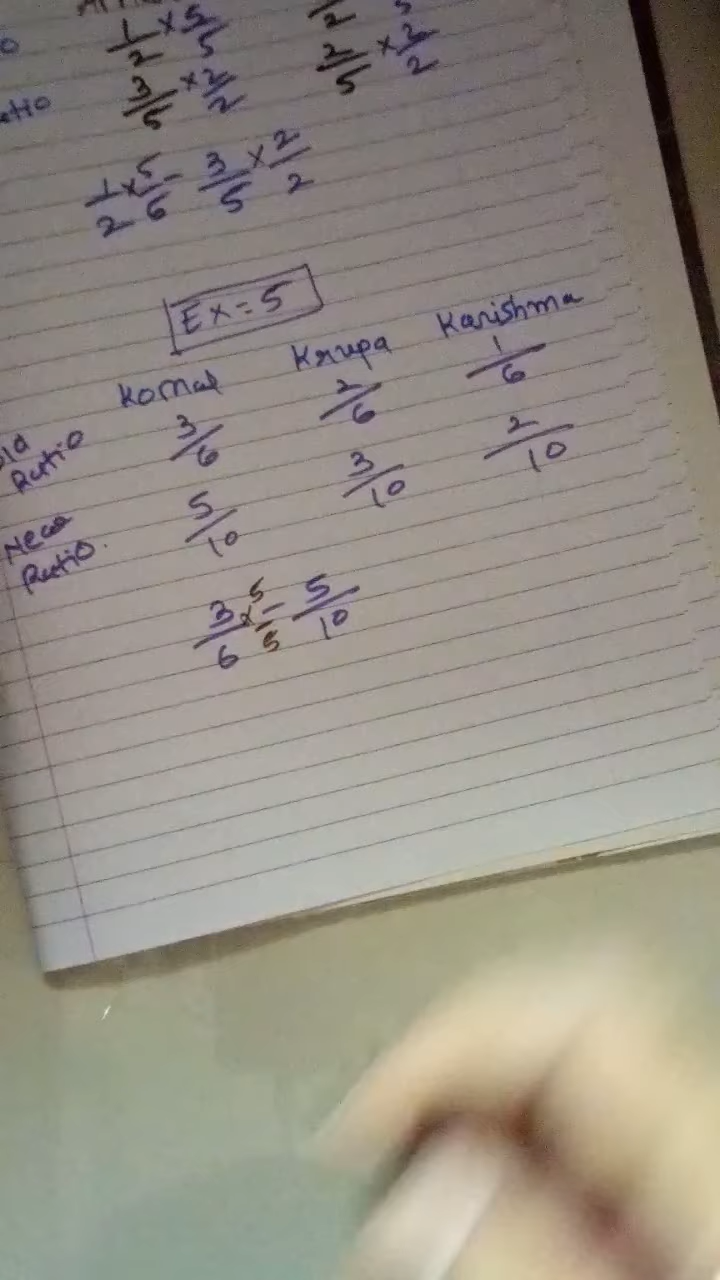 1/2 × 5/5
3/5 × 2/2 2/5 × 2/2
1/2 × 5/6 - 3/5 × 2/2
Ex = 5
Komal Krupa Karishma
Ratio 3/6 2/6 1/6
New Ratio. 5/10 3/10 2/10
3/6 × 5/5 - 5/10